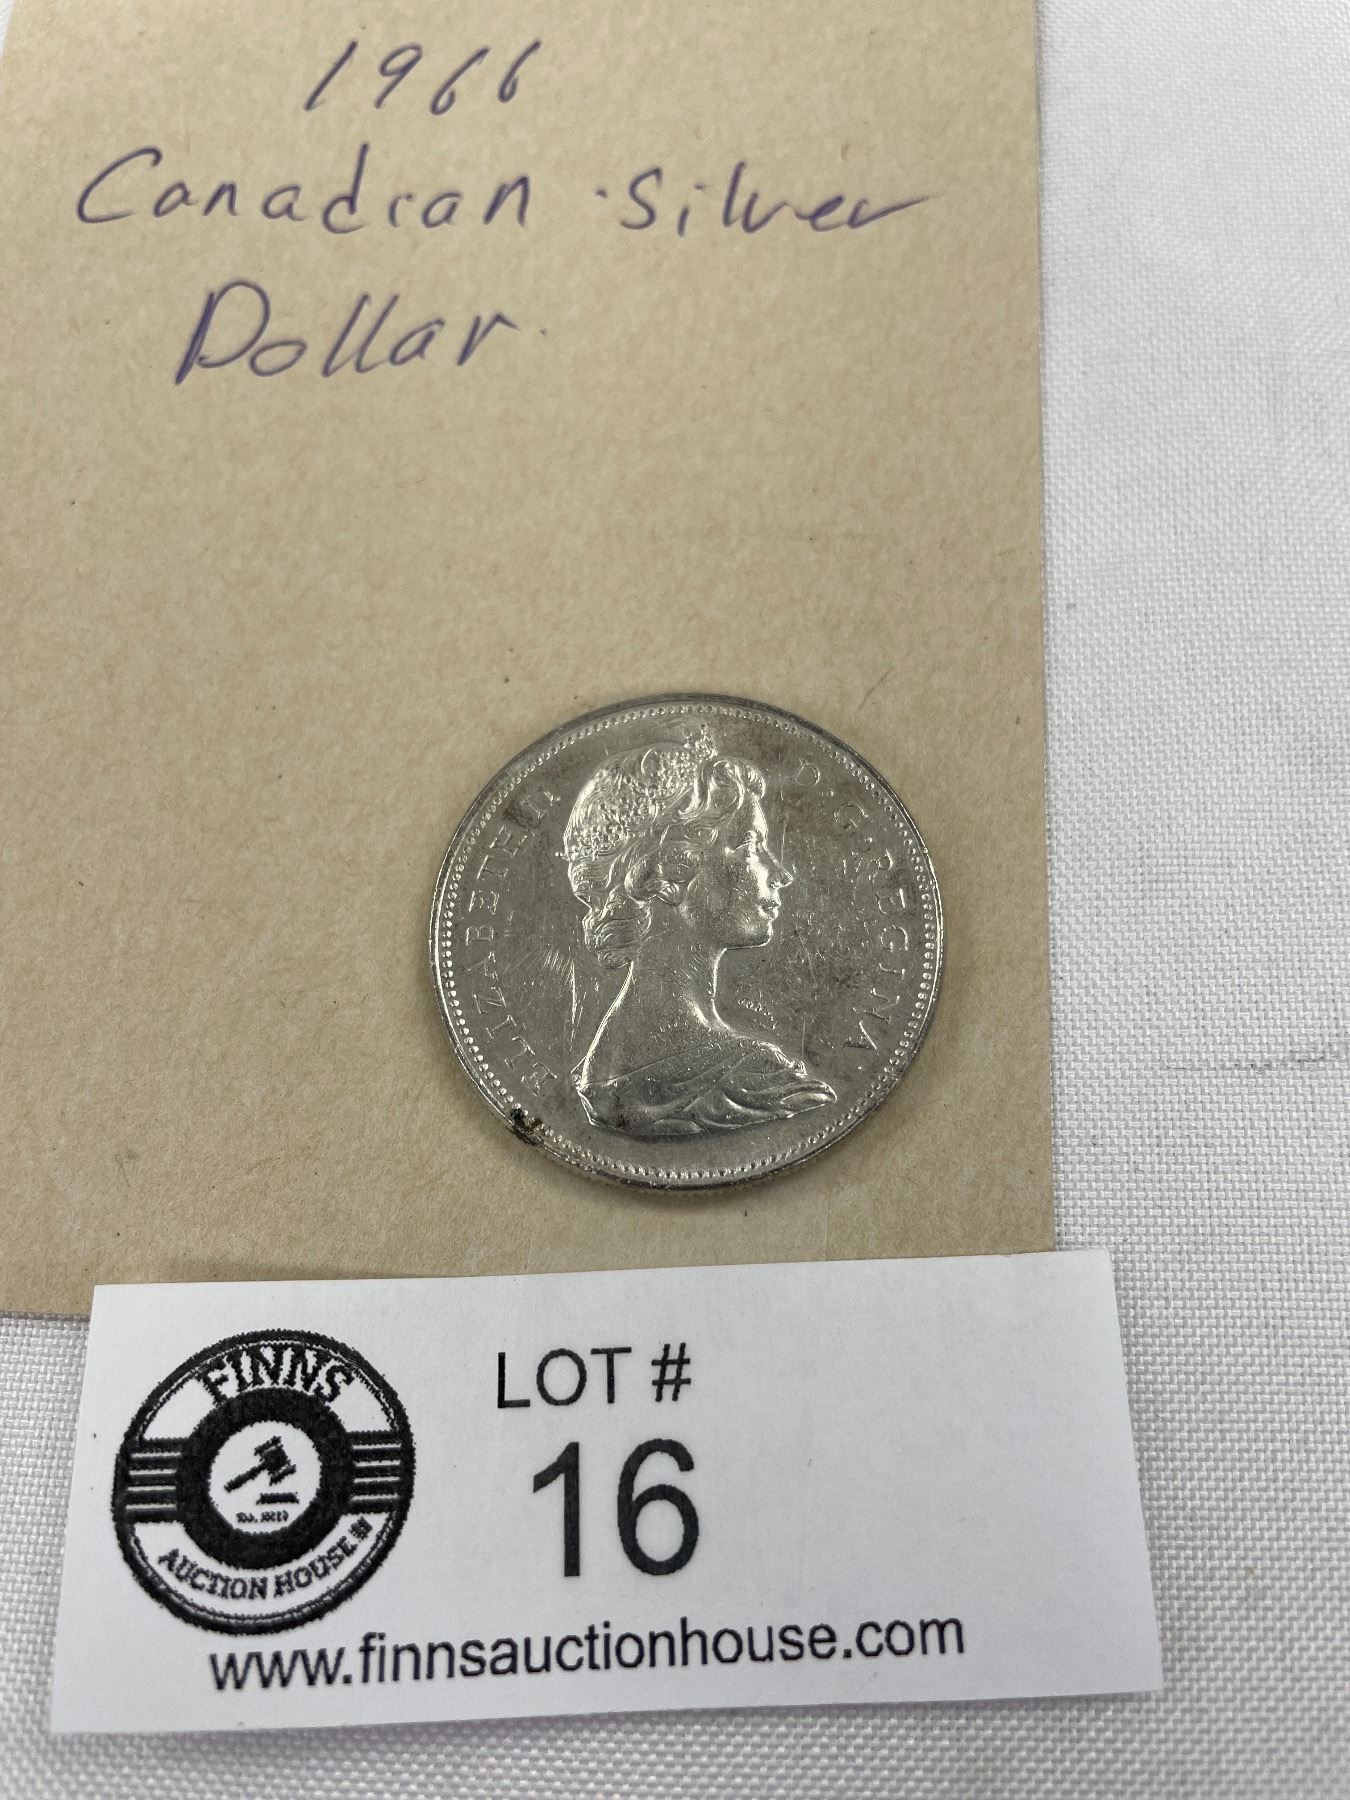 1966
Canadian Silver
Dollar
ELIZABETH II D·G·REGINA
FINNS
AUCTION HOUSE
LOT #
16
www.finnsauctionhouse.com